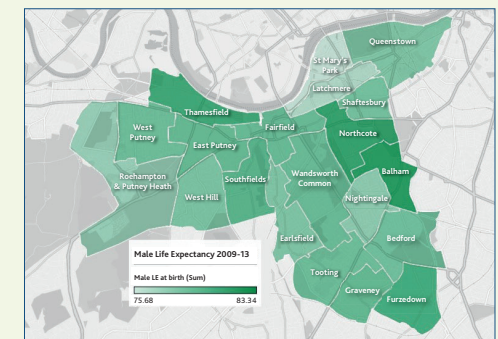 Queenstown
St Mary's
Park
Latchmere
Shaftesbury
Thamesfield
West
Putney
Fairfield
Northcote
East Putney
Balham
Roehampton
& Putney Heath
Southfields
Wandsworth
Common
West Hill
Nightingale
Earlsfield
Bedford
Tooting
Graveney
Furzedown
Male Life Expectancy 2009-13
Male LE at birth (Sum)
75.68 83.34